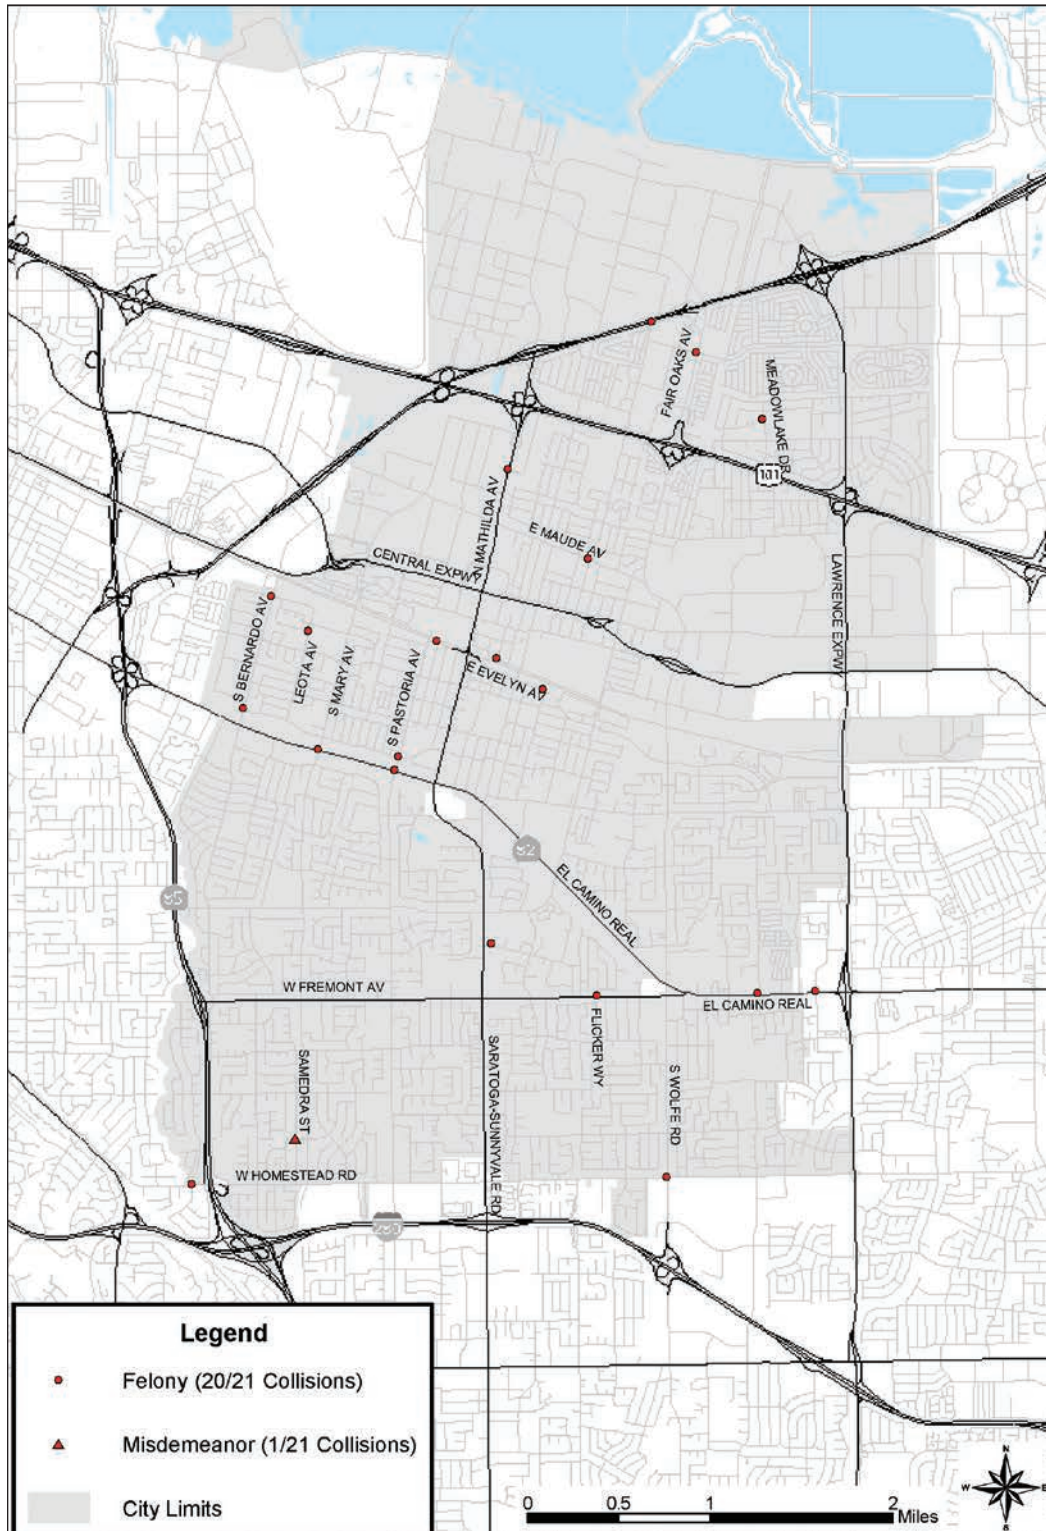 FAIR OAKS AV
MEADOWLAKE DR
101
N MATHILDA AV
E MAUDE AV
CENTRAL EXPWY
LAWRENCE EXPWY
S BERNARDO AV
LEOTA AV
S MARY AV
S PASTORIA AV
E EVELYN AV
82
EL CAMINO REAL
85
W FREMONT AV
EL CAMINO REAL
FLICKER WY
SARATOGA-SUNNYVALE RD
S WOLFE RD
SAMEDRA ST
W HOMESTEAD RD
280
Legend
Felony (20/21 Collisions)
Misdemeanor (1/21 Collisions)
City Limits
0 0.5 1 2
Miles
N
W E
S